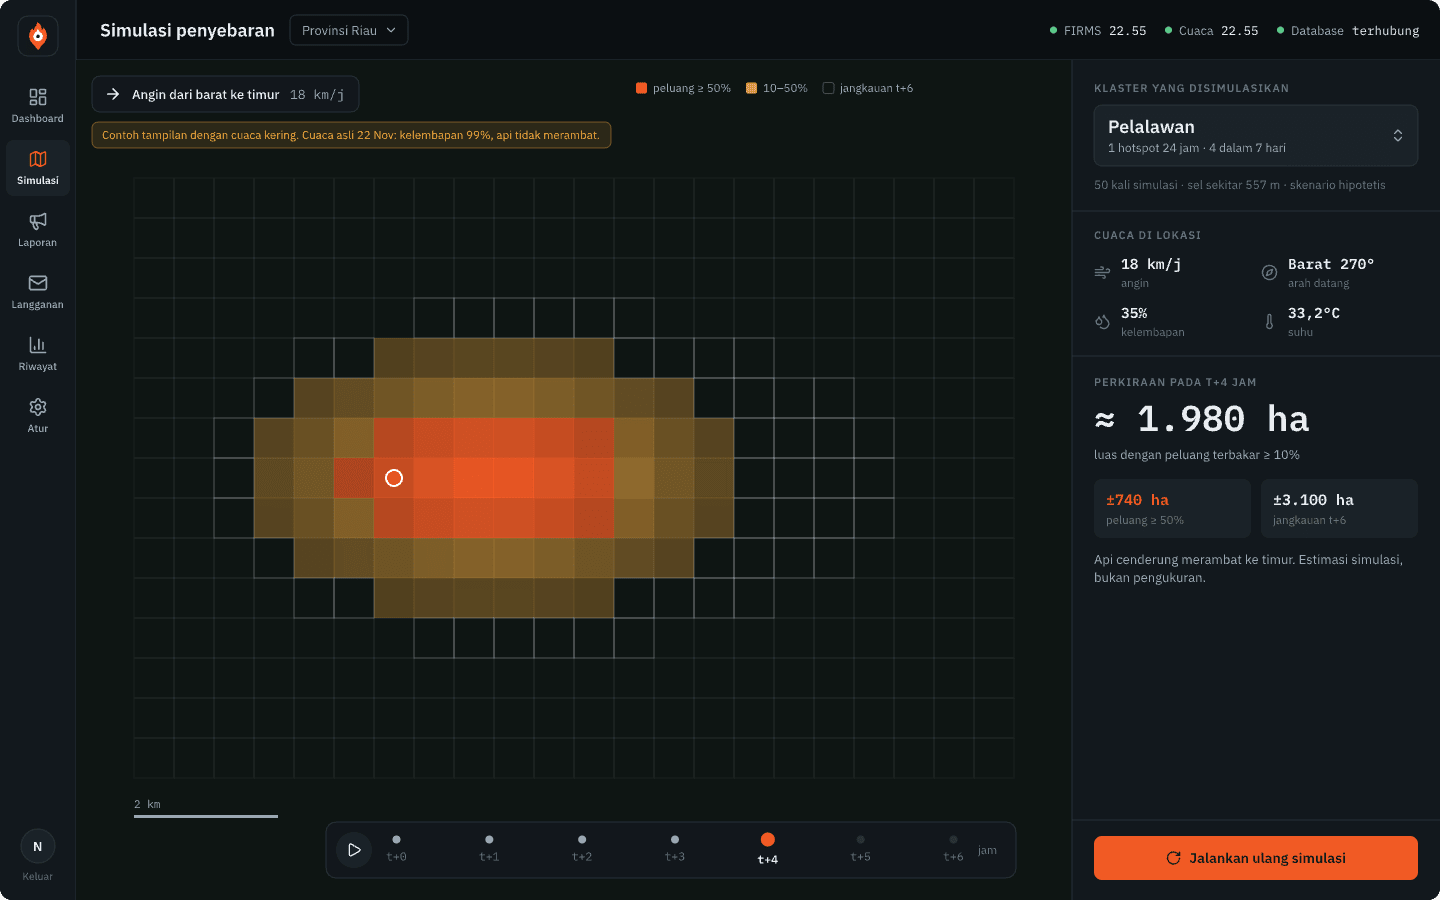 Simulasi penyebaran
Provinsi Riau
FIRMS 22.55
Cuaca 22.55
Database terhubung
Dashboard
Simulasi
Laporan
Langganan
Riwayat
Atur
N
Keluar
Angin dari barat ke timur 18 km/j
peluang ≥ 50%
10–50%
jangkauan t+6
Contoh tampilan dengan cuaca kering. Cuaca asli 22 Nov: kelembapan 99%, api tidak merambat.
2 km
t+0
t+1
t+2
t+3
t+4
t+5
t+6
jam
KLASTER YANG DISIMULASIKAN
Pelalawan
1 hotspot 24 jam · 4 dalam 7 hari
50 kali simulasi · sel sekitar 557 m · skenario hipotetis
CUACA DI LOKASI
18 km/j
angin
Barat 270°
arah datang
35%
kelembapan
33,2°C
suhu
PERKIRAAN PADA T+4 JAM
≈ 1.980 ha
luas dengan peluang terbakar ≥ 10%
±740 ha
peluang ≥ 50%
±3.100 ha
jangkauan t+6
Api cenderung merambat ke timur. Estimasi simulasi,
bukan pengukuran.
Jalankan ulang simulasi